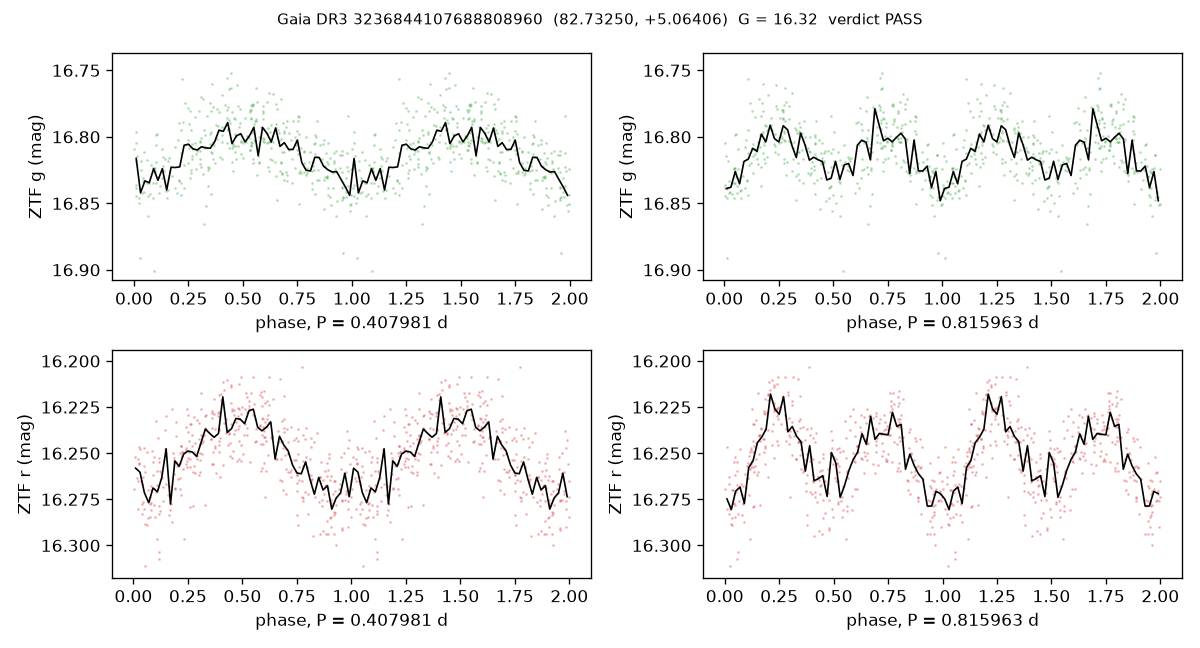 Gaia DR3 3236844107688808960 (82.73250, +5.06406) G = 16.32 verdict PASS
ZTF g (mag)
16.75
16.80
16.85
16.90
0.00 0.25 0.50 0.75 1.00 1.25 1.50 1.75 2.00
phase, P = 0.407981 d
ZTF g (mag)
16.75
16.80
16.85
16.90
0.00 0.25 0.50 0.75 1.00 1.25 1.50 1.75 2.00
phase, P = 0.815963 d
ZTF r (mag)
16.200
16.225
16.250
16.275
16.300
0.00 0.25 0.50 0.75 1.00 1.25 1.50 1.75 2.00
phase, P = 0.407981 d
ZTF r (mag)
16.200
16.225
16.250
16.275
16.300
0.00 0.25 0.50 0.75 1.00 1.25 1.50 1.75 2.00
phase, P = 0.815963 d